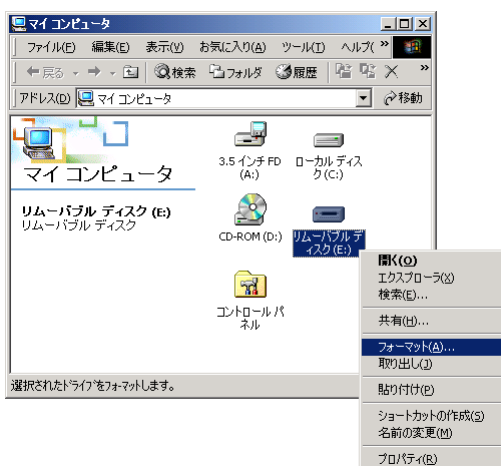 マイ コンピュータ
ファイル(F) 編集(E) 表示(V) お気に入り(A) ツール(T) ヘルプ( »
戻る 検索 フォルダ 履歴 »
アドレス(D) マイ コンピュータ 移動
マイ コンピュータ
リムーバブル ディスク (E:)
リムーバブル ディスク
3.5 インチ FD
(A:)
ローカル ディス
ク (C:)
CD-ROM (D:)
リムーバブル デ
ィスク (E:)
コントロール パ
ネル
開く(O)
エクスプローラ(X)
検索(E)...
共有(H)...
フォーマット(A)...
取り出し(J)
貼り付け(P)
ショートカットの作成(S)
名前の変更(M)
プロパティ(R)
選択されたドライブをフォーマットします。